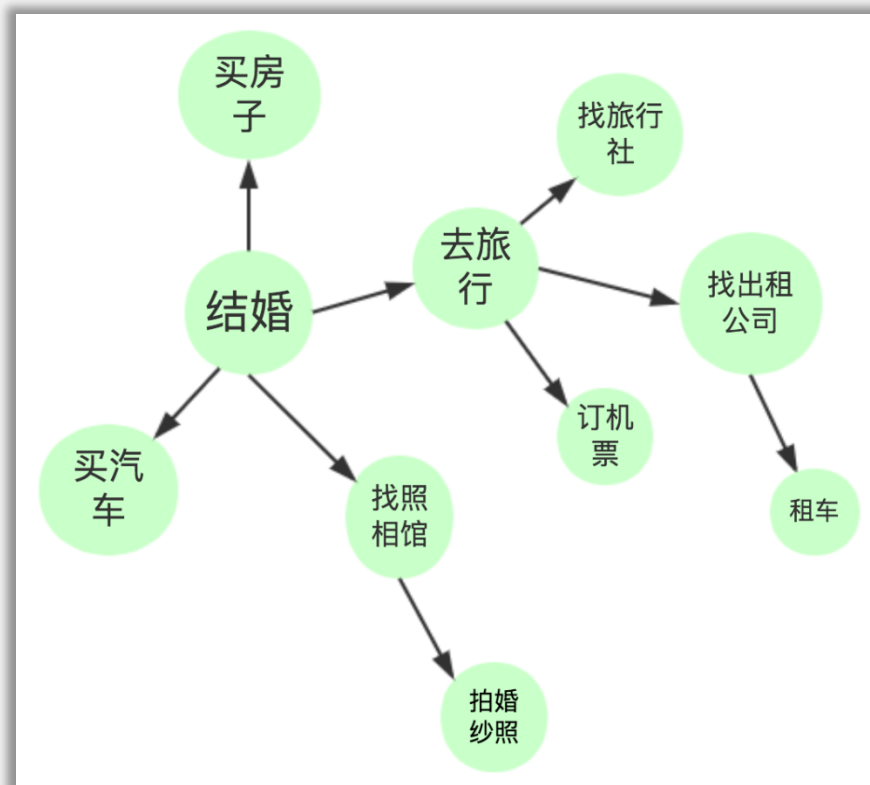 买房
子
找旅行
社
去旅
行
找出租
公司
结婚
订机
票
买汽
车
找照
相馆
租车
拍婚
纱照